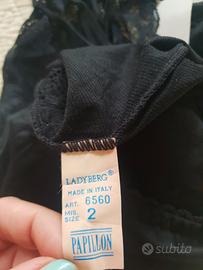 LADYBERG®
MADE IN ITALY
ART. 6560
MIS.
SIZE 2
PAPILLON
subito